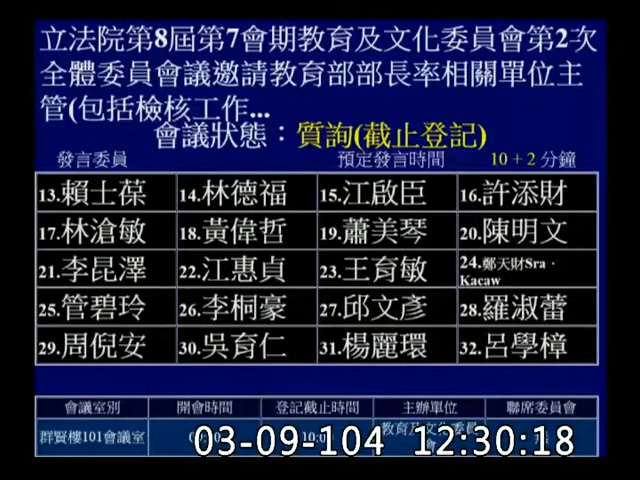 立法院第8屆第7會期教育及文化委員會第2次
全體委員會議邀請教育部部長率相關單位主
管(包括檢核工作...
會議狀態：質詢(截止登記)
發言委員 預定發言時間 10 + 2 分鐘
13.賴士葆 14.林德福 15.江啟臣 16.許添財
17.林滄敏 18.黃偉哲 19.蕭美琴 20.陳明文
21.李昆澤 22.江惠貞 23.王育敏 24.鄭天財Sra．
Kacaw
25.管碧玲 26.李桐豪 27.邱文彥 28.羅淑蕾
29.周倪安 30.吳育仁 31.楊麗環 32.呂學樟
會議室別 開會時間 登記截止時間 主辦單位 聯席委員會
群賢樓101會議室 教育及文化委員
會
03-09-104 12:30:18